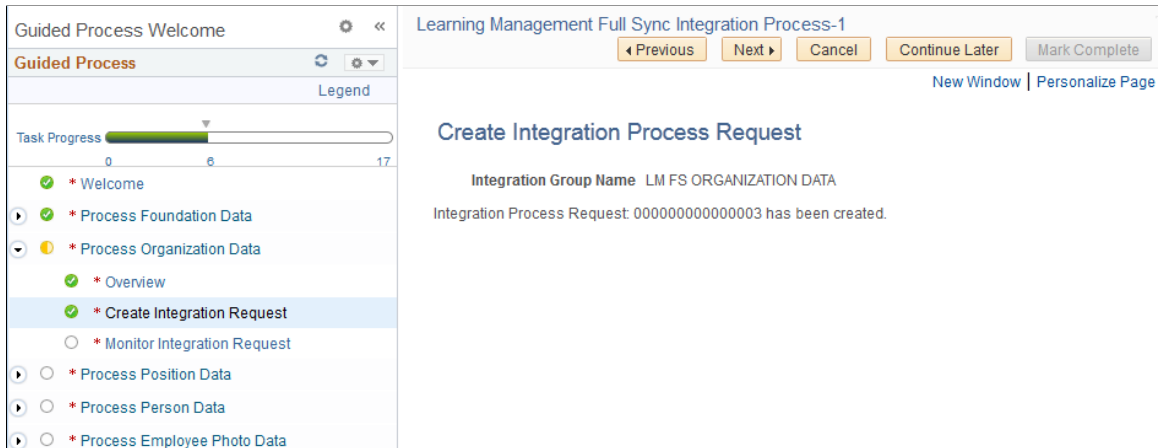 Guided Process Welcome
Guided Process
Legend
Task Progress
0 6 17
* Welcome
* Process Foundation Data
* Process Organization Data
* Overview
* Create Integration Request
* Monitor Integration Request
* Process Position Data
* Process Person Data
* Process Employee Photo Data
Learning Management Full Sync Integration Process-1
Previous Next Cancel Continue Later Mark Complete
New Window | Personalize Page
Create Integration Process Request
Integration Group Name LM FS ORGANIZATION DATA
Integration Process Request: 000000000000003 has been created.